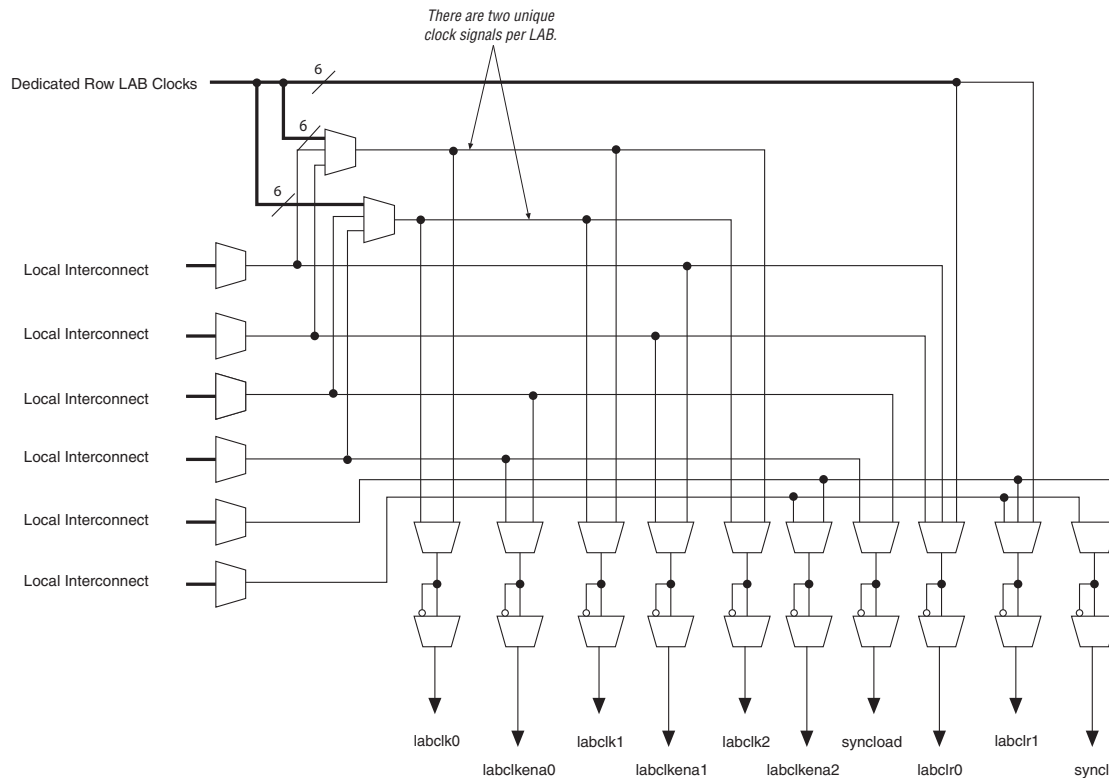 There are two unique
clock signals per LAB.
6
Dedicated Row LAB Clocks
6
6
Local Interconnect
Local Interconnect
Local Interconnect
Local Interconnect
Local Interconnect
Local Interconnect
labclk0
labclk1
labclk2
syncload
labclr1
labclkena0
labclkena1
labclkena2
labclr0
syncl